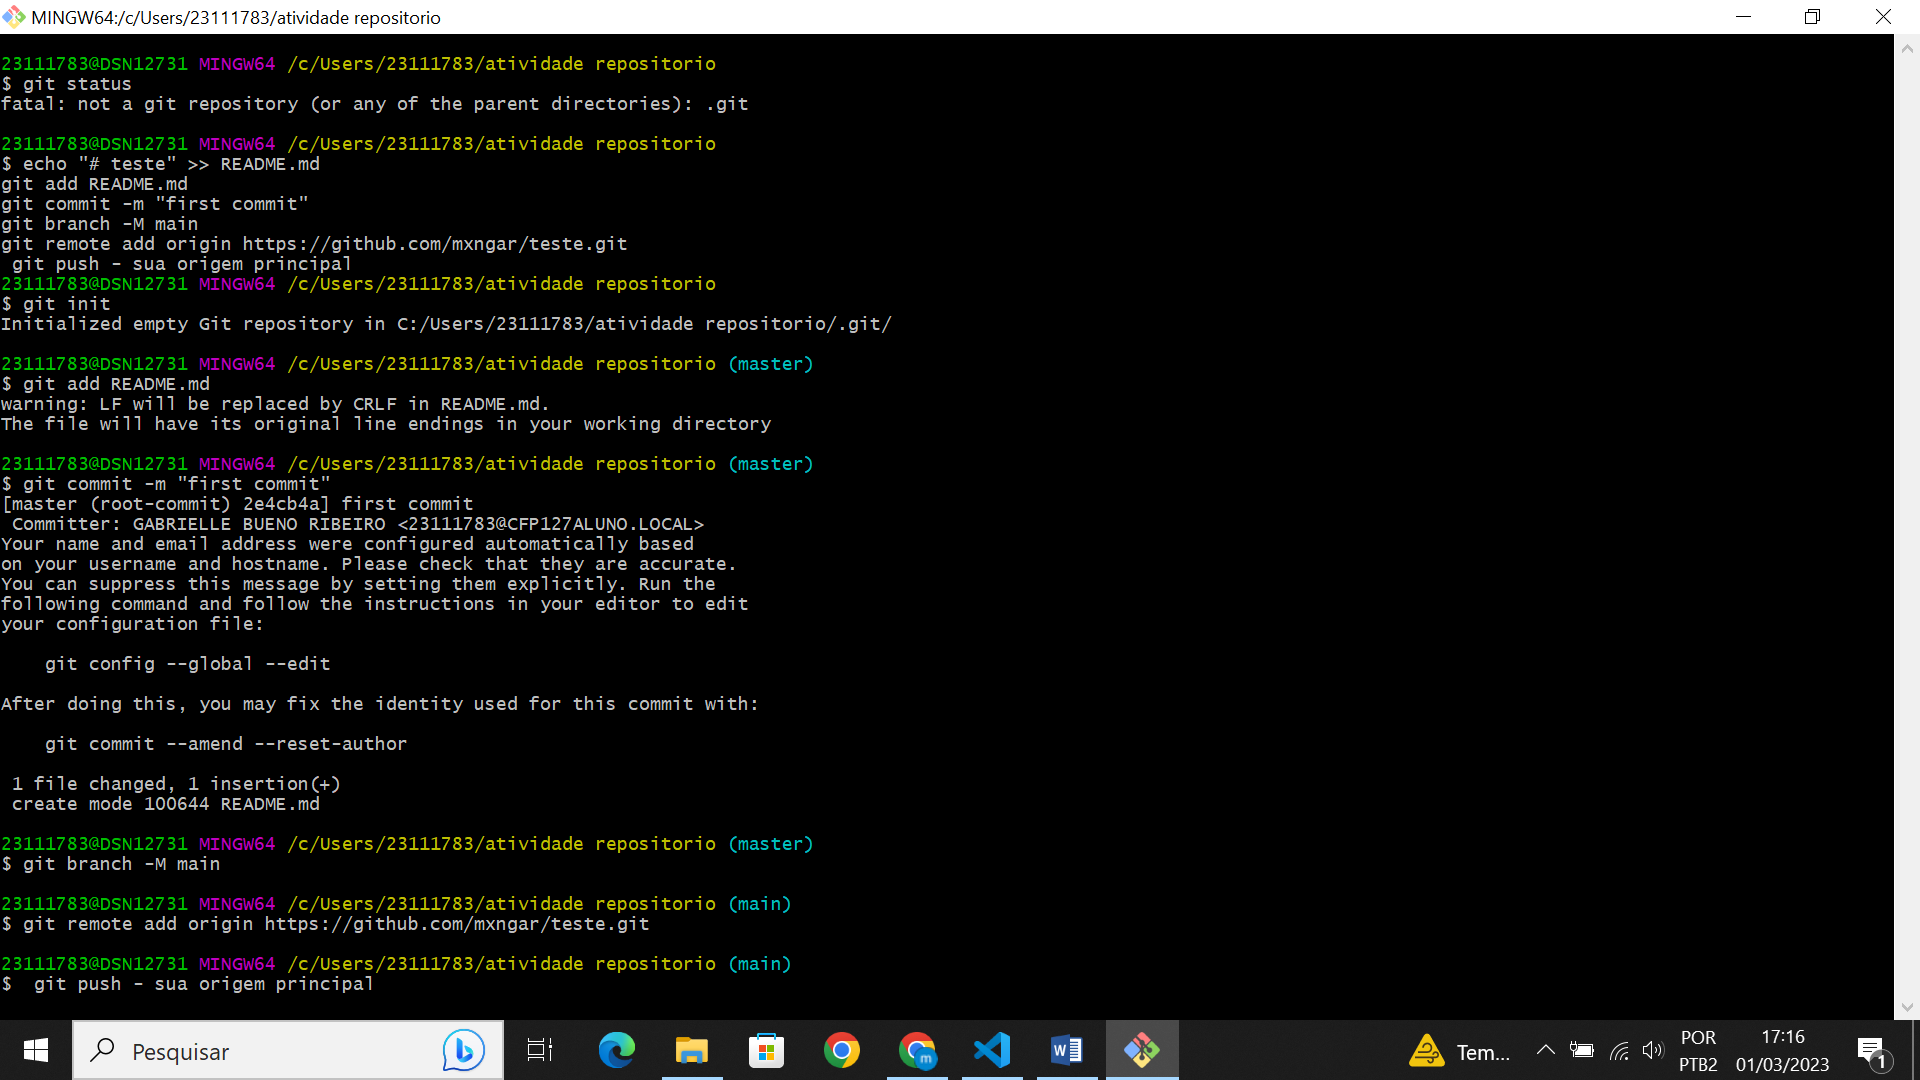 MINGW64:/c/Users/23111783/atividade repositorio
23111783@DSN12731 MINGW64 /c/Users/23111783/atividade repositorio
$ git status
fatal: not a git repository (or any of the parent directories): .git
23111783@DSN12731 MINGW64 /c/Users/23111783/atividade repositorio
$ echo "# teste" >> README.md
git add README.md
git commit -m "first commit"
git branch -M main
git remote add origin https://github.com/mxngar/teste.git
 git push - sua origem principal
23111783@DSN12731 MINGW64 /c/Users/23111783/atividade repositorio
$ git init
Initialized empty Git repository in C:/Users/23111783/atividade repositorio/.git/
23111783@DSN12731 MINGW64 /c/Users/23111783/atividade repositorio (master)
$ git add README.md
warning: LF will be replaced by CRLF in README.md.
The file will have its original line endings in your working directory
23111783@DSN12731 MINGW64 /c/Users/23111783/atividade repositorio (master)
$ git commit -m "first commit"
[master (root-commit) 2e4cb4a] first commit
 Committer: GABRIELLE BUENO RIBEIRO <23111783@CFP127ALUNO.LOCAL>
Your name and email address were configured automatically based
on your username and hostname. Please check that they are accurate.
You can suppress this message by setting them explicitly. Run the
following command and follow the instructions in your editor to edit
your configuration file:
    git config --global --edit
After doing this, you may fix the identity used for this commit with:
    git commit --amend --reset-author
 1 file changed, 1 insertion(+)
 create mode 100644 README.md
23111783@DSN12731 MINGW64 /c/Users/23111783/atividade repositorio (master)
$ git branch -M main
23111783@DSN12731 MINGW64 /c/Users/23111783/atividade repositorio (main)
$ git remote add origin https://github.com/mxngar/teste.git
23111783@DSN12731 MINGW64 /c/Users/23111783/atividade repositorio (main)
$  git push - sua origem principal
Pesquisar
Tem...
POR
PTB2
17:16
01/03/2023
1